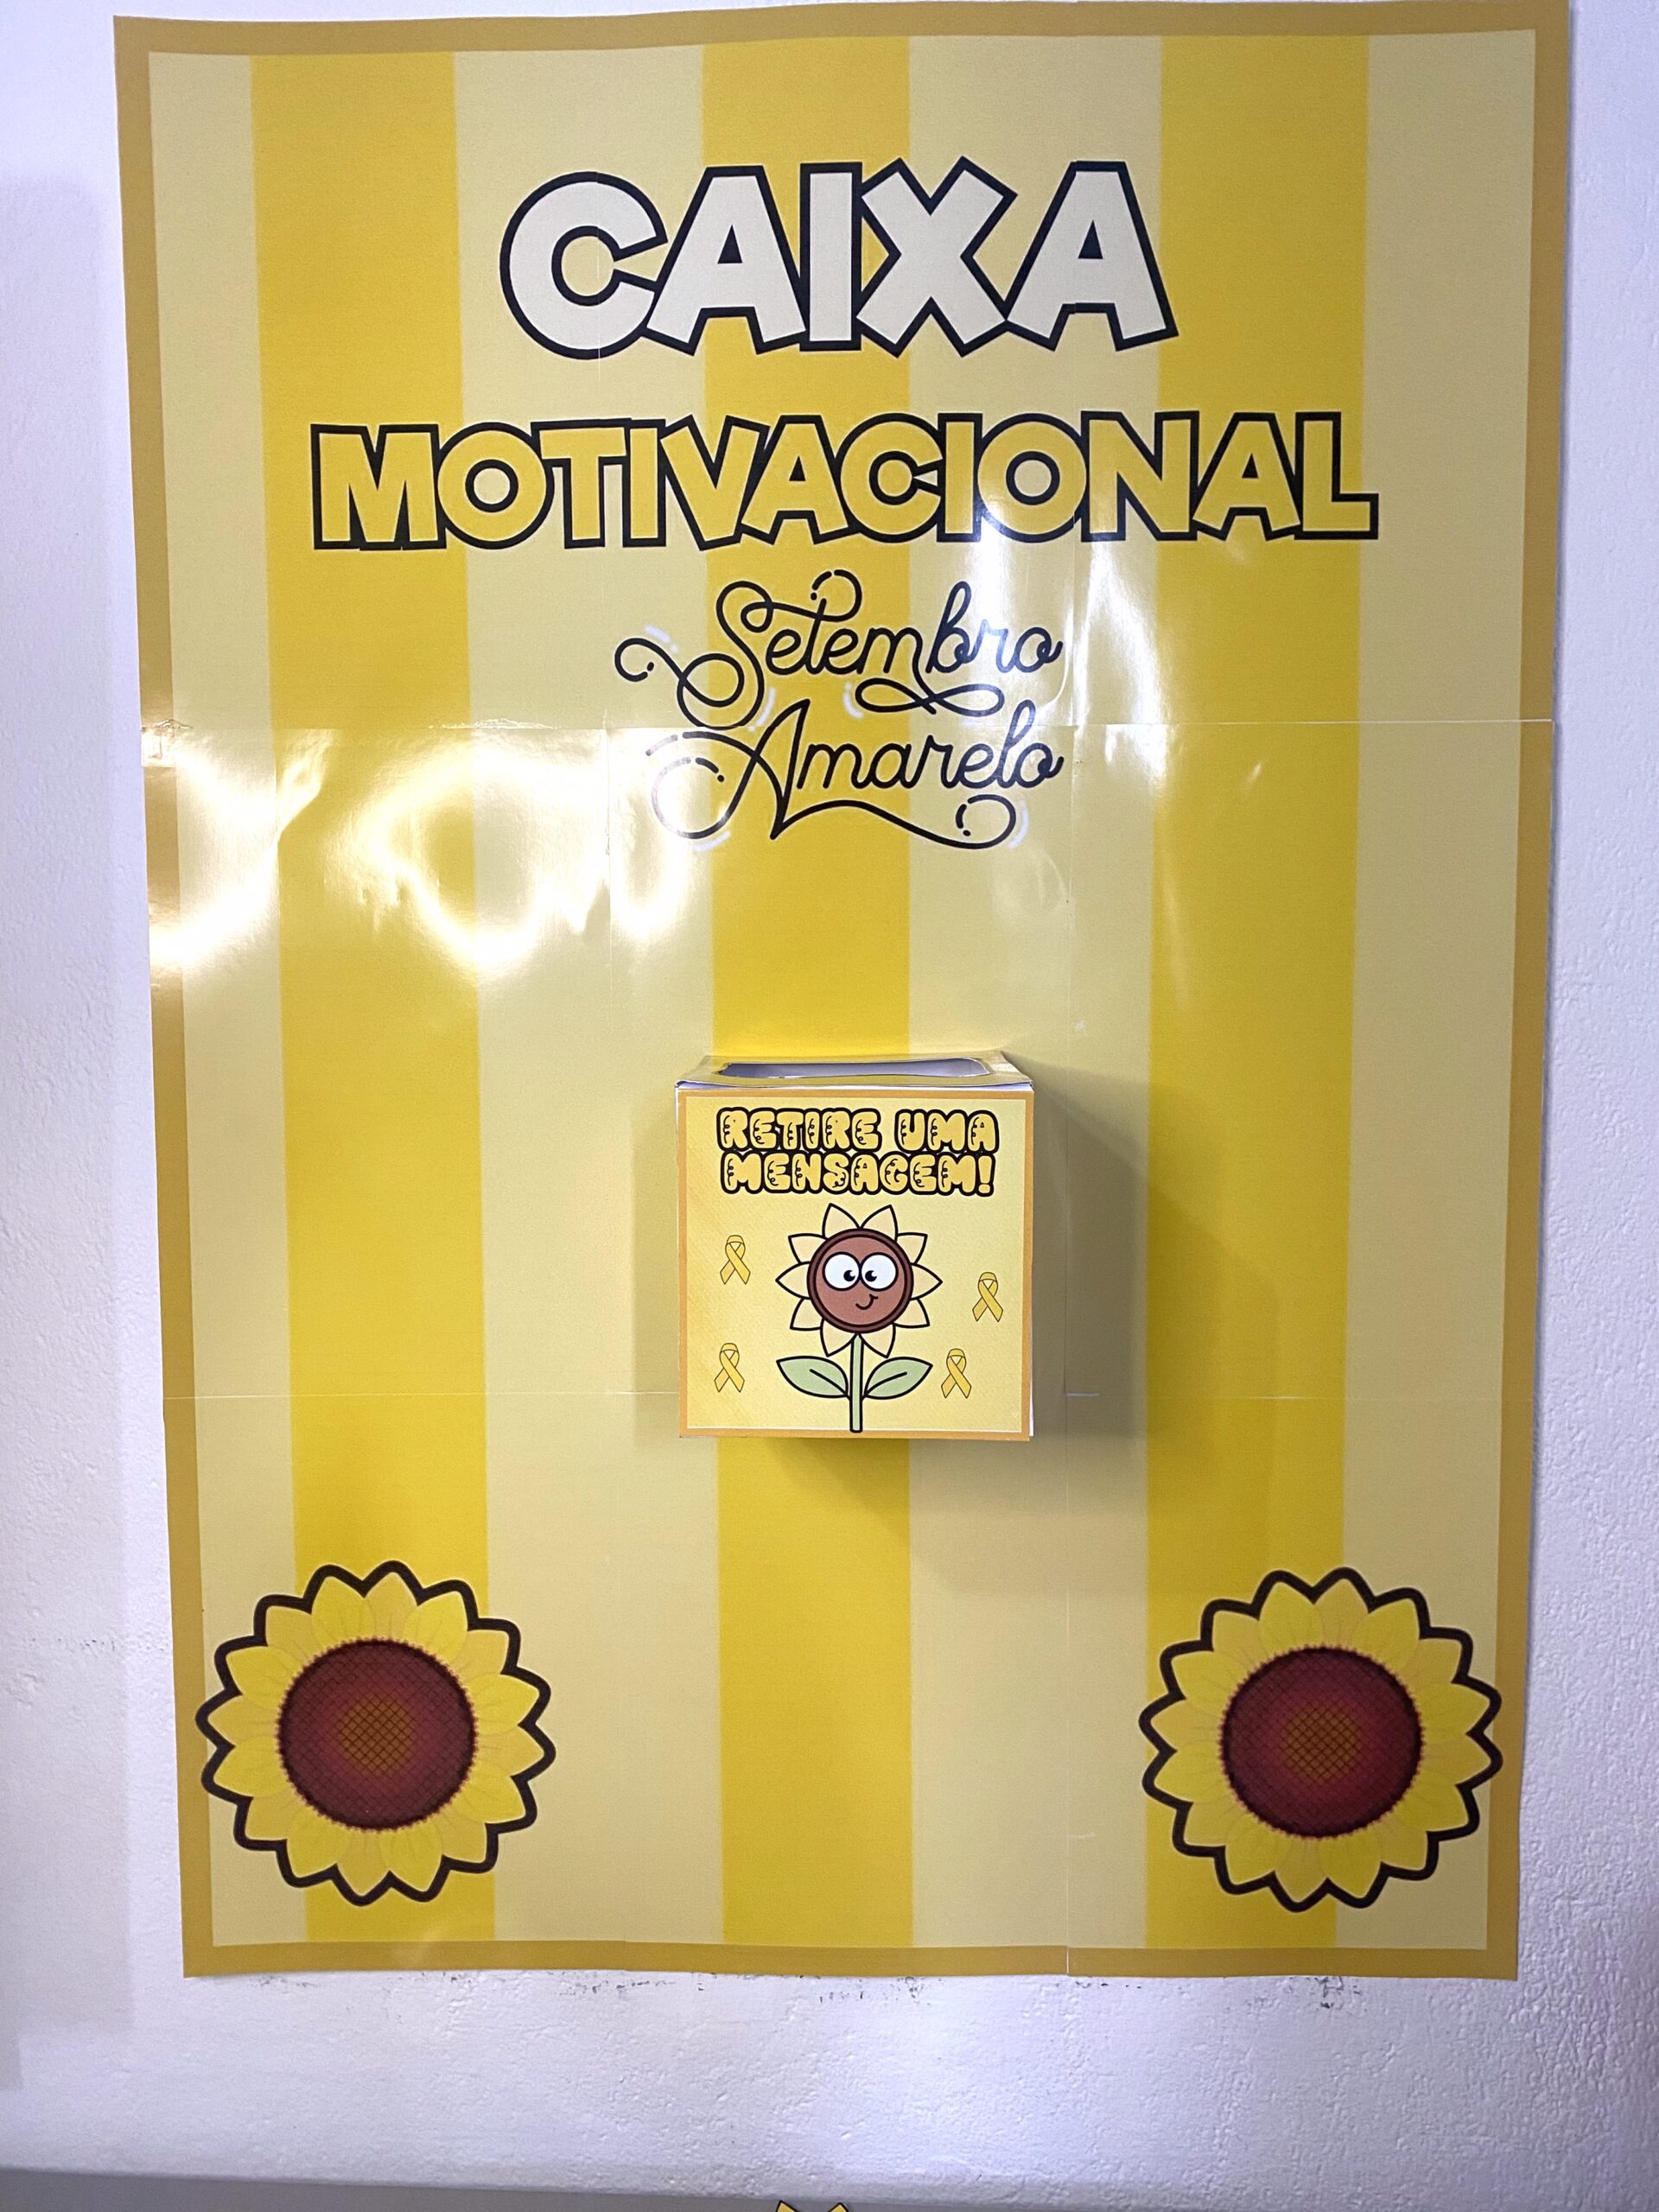 CAIXA
MOTIVACIONAL
Setembro
Amarelo
RETIRE UMA
MENSAGEM!